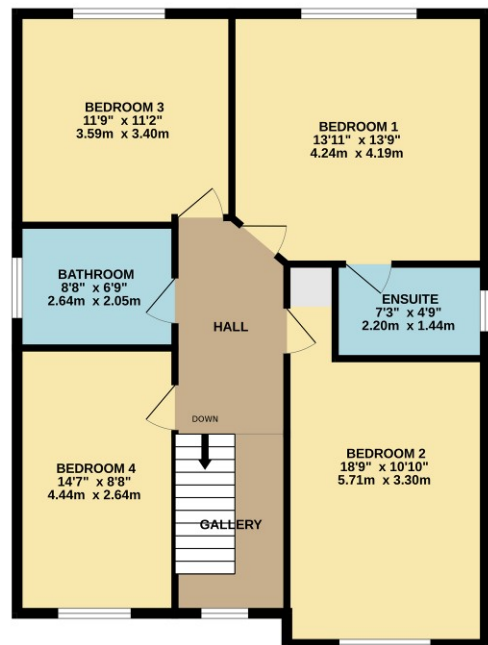 BEDROOM 3
11'9" x 11'2"
3.59m x 3.40m
BEDROOM 1
13'11" x 13'9"
4.24m x 4.19m
BATHROOM
8'8" x 6'9"
2.64m x 2.05m
ENSUITE
7'3" x 4'9"
2.20m x 1.44m
HALL
DOWN
BEDROOM 2
18'9" x 10'10"
5.71m x 3.30m
BEDROOM 4
14'7" x 8'8"
4.44m x 2.64m
GALLERY